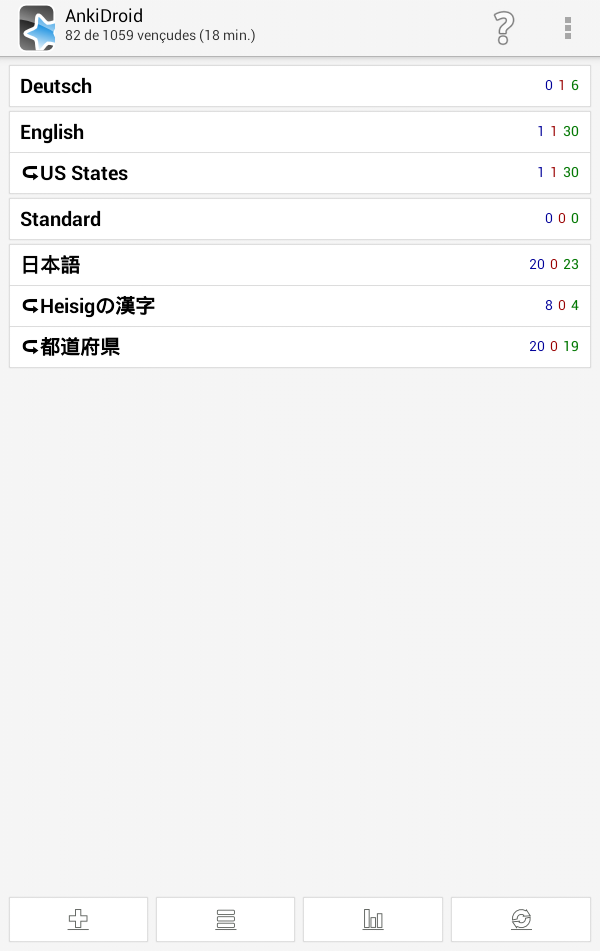 AnkiDroid
82 de 1059 vençudes (18 min.)
Deutsch 0 1 6
English 1 1 30
US States 1 1 30
Standard 0 0 0
日本語 20 0 23
Heisigの漢字 8 0 4
都道府県 20 0 19